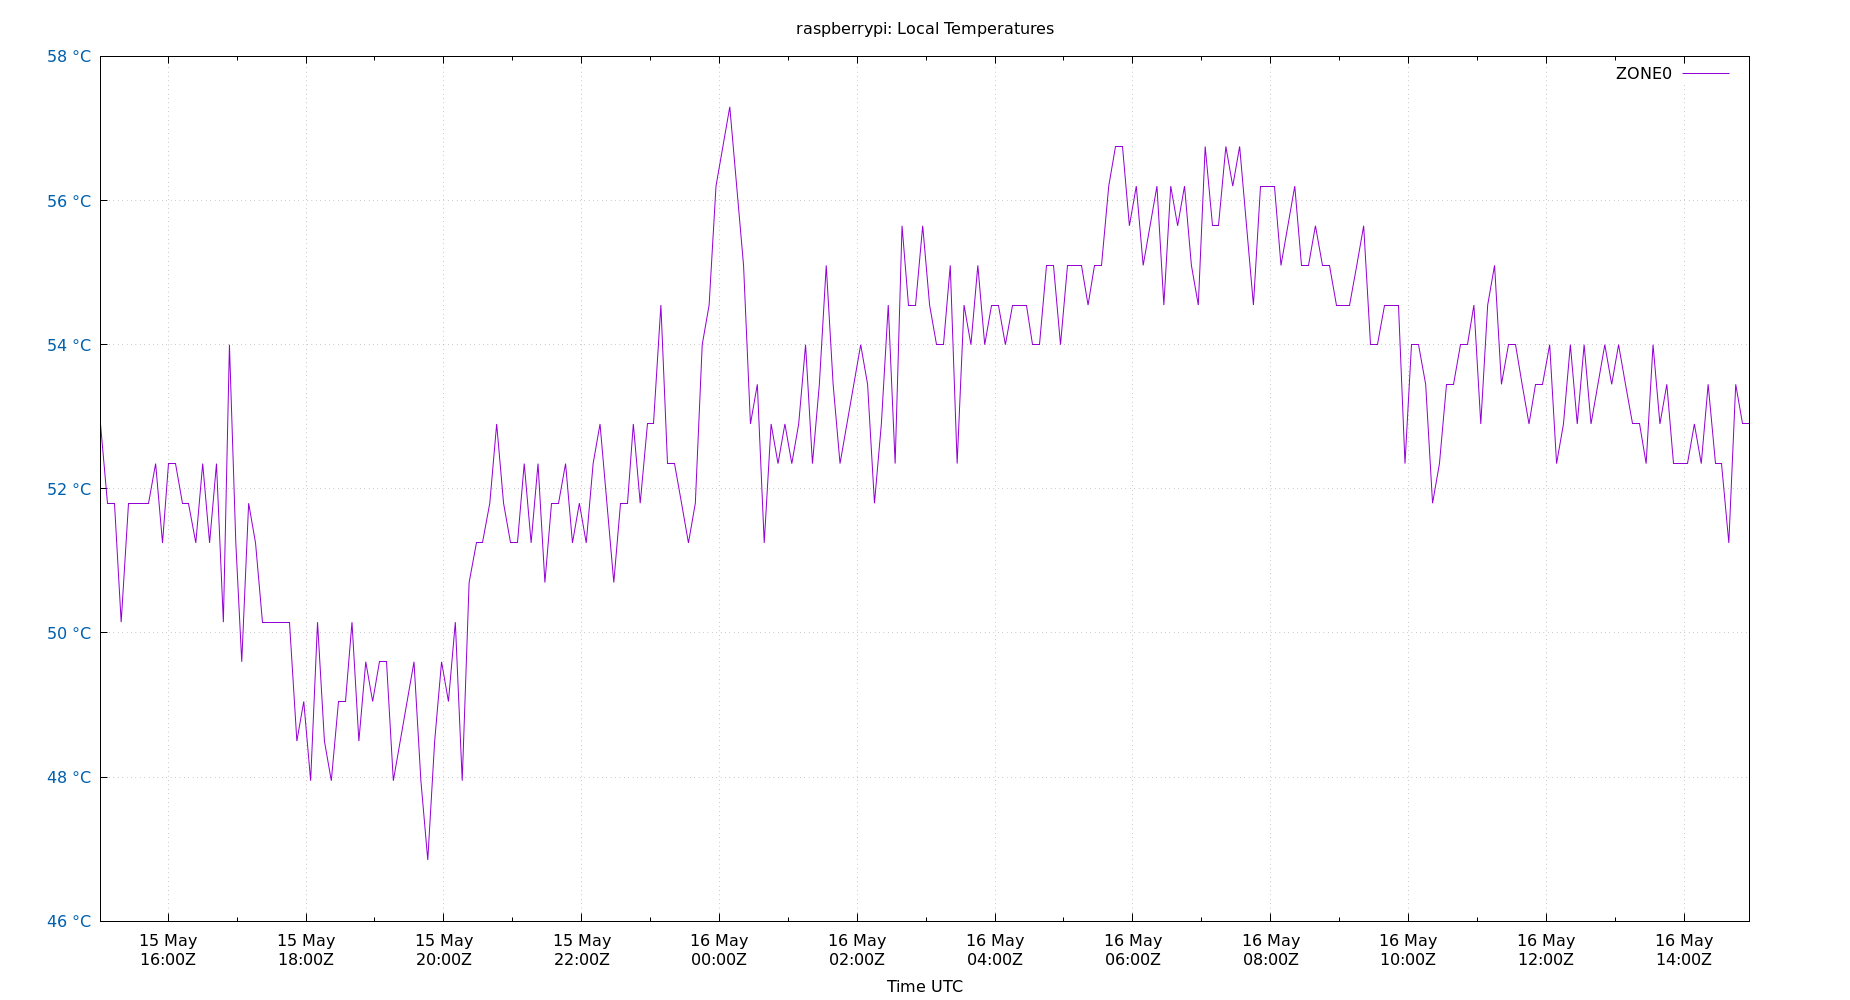 raspberrypi: Local Temperatures
58 °C
ZONE0
56 °C
54 °C
52 °C
50 °C
48 °C
46 °C
15 May 15 May 15 May 15 May 16 May 16 May 16 May 16 May 16 May 16 May 16 May 16 May
16:00Z 18:00Z 20:00Z 22:00Z 00:00Z 02:00Z 04:00Z 06:00Z 08:00Z 10:00Z 12:00Z 14:00Z
Time UTC